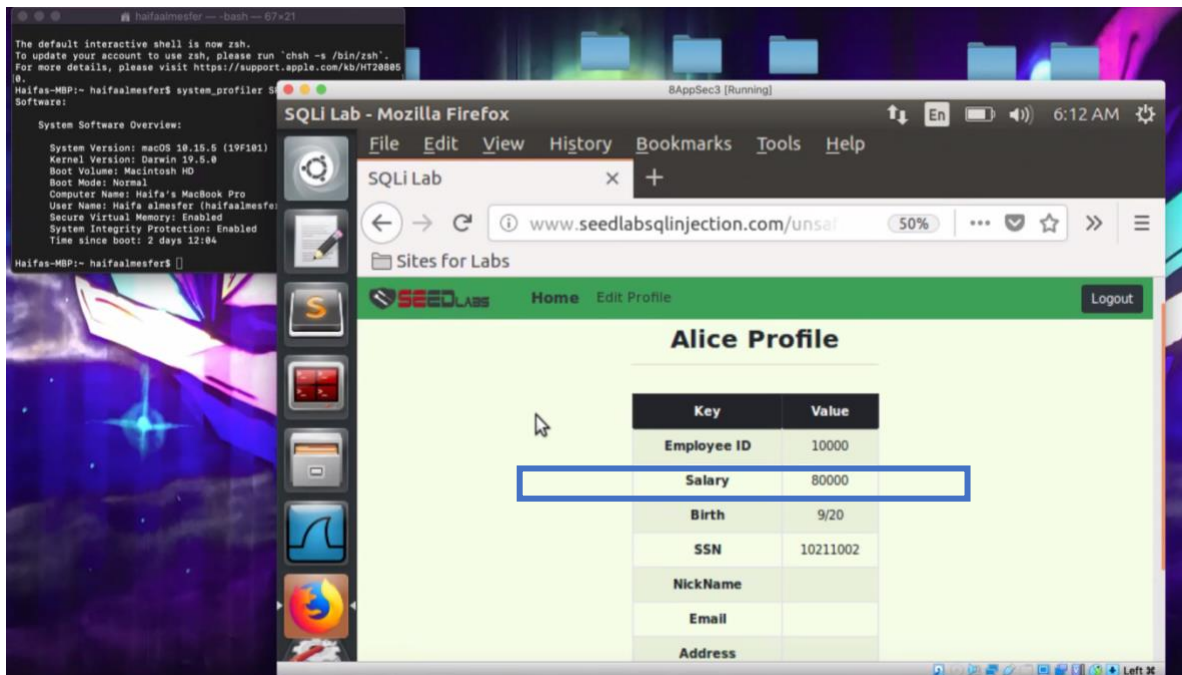 haifaalmesfer — -bash — 67×21
The default interactive shell is now zsh.
To update your account to use zsh, please run `chsh -s /bin/zsh`.
For more details, please visit https://support.apple.com/kb/HT20805
0.
Haifas-MBP:~ haifaalmesfer$ system_profiler
Software:
System Software Overview:
System Version: macOS 10.15.5 (19F101)
Kernel Version: Darwin 19.5.0
Boot Volume: Macintosh HD
Boot Mode: Normal
Computer Name: Haifa's MacBook Pro
User Name: Haifa almesfer (haifaalmesfe
Secure Virtual Memory: Enabled
System Integrity Protection: Enabled
Time since boot: 2 days 12:04
Haifas-MBP:~ haifaalmesfer$
8AppSec3 [Running]
SQLi Lab - Mozilla Firefox En 6:12 AM
File Edit View History Bookmarks Tools Help
SQLi Lab
www.seedlabsqlinjection.com/unsaf 50%
Sites for Labs
SEEDLABS Home Edit Profile Logout
Alice Profile
Key Value
Employee ID 10000
Salary 80000
Birth 9/20
SSN 10211002
NickName
Email
Address
Left ⌘